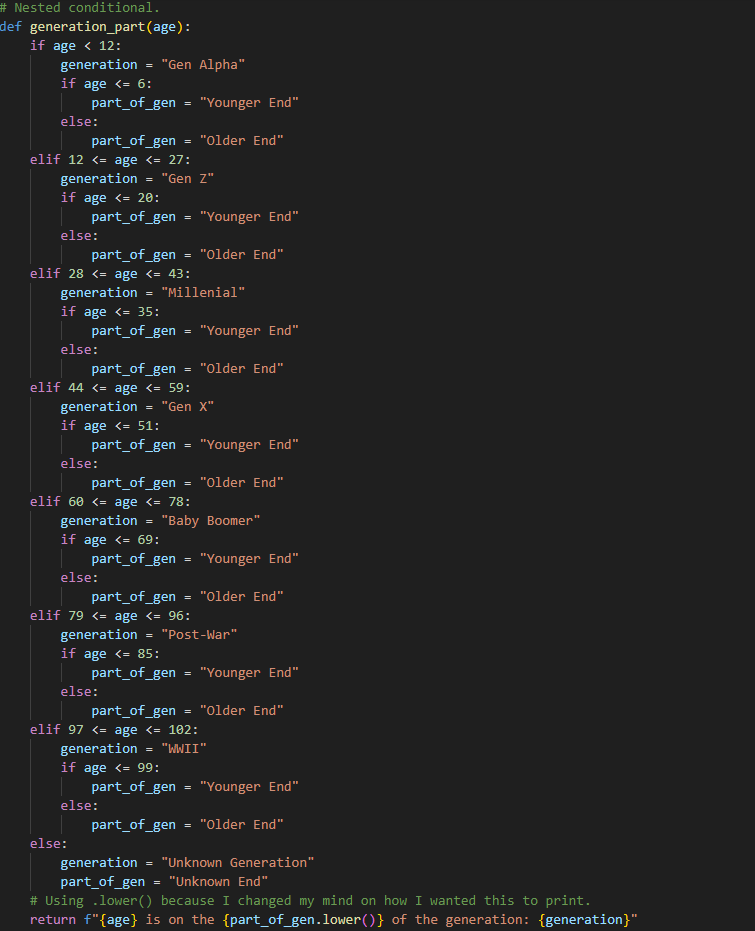 # Nested conditional.
def generation_part(age):
    if age < 12:
        generation = "Gen Alpha"
        if age <= 6:
            part_of_gen = "Younger End"
        else:
            part_of_gen = "Older End"
    elif 12 <= age <= 27:
        generation = "Gen Z"
        if age <= 20:
            part_of_gen = "Younger End"
        else:
            part_of_gen = "Older End"
    elif 28 <= age <= 43:
        generation = "Millenial"
        if age <= 35:
            part_of_gen = "Younger End"
        else:
            part_of_gen = "Older End"
    elif 44 <= age <= 59:
        generation = "Gen X"
        if age <= 51:
            part_of_gen = "Younger End"
        else:
            part_of_gen = "Older End"
    elif 60 <= age <= 78:
        generation = "Baby Boomer"
        if age <= 69:
            part_of_gen = "Younger End"
        else:
            part_of_gen = "Older End"
    elif 79 <= age <= 96:
        generation = "Post-War"
        if age <= 85:
            part_of_gen = "Younger End"
        else:
            part_of_gen = "Older End"
    elif 97 <= age <= 102:
        generation = "WWII"
        if age <= 99:
            part_of_gen = "Younger End"
        else:
            part_of_gen = "Older End"
    else:
        generation = "Unknown Generation"
        part_of_gen = "Unknown End"
    # Using .lower() because I changed my mind on how I wanted this to print.
    return f"{age} is on the {part_of_gen.lower()} of the generation: {generation}"